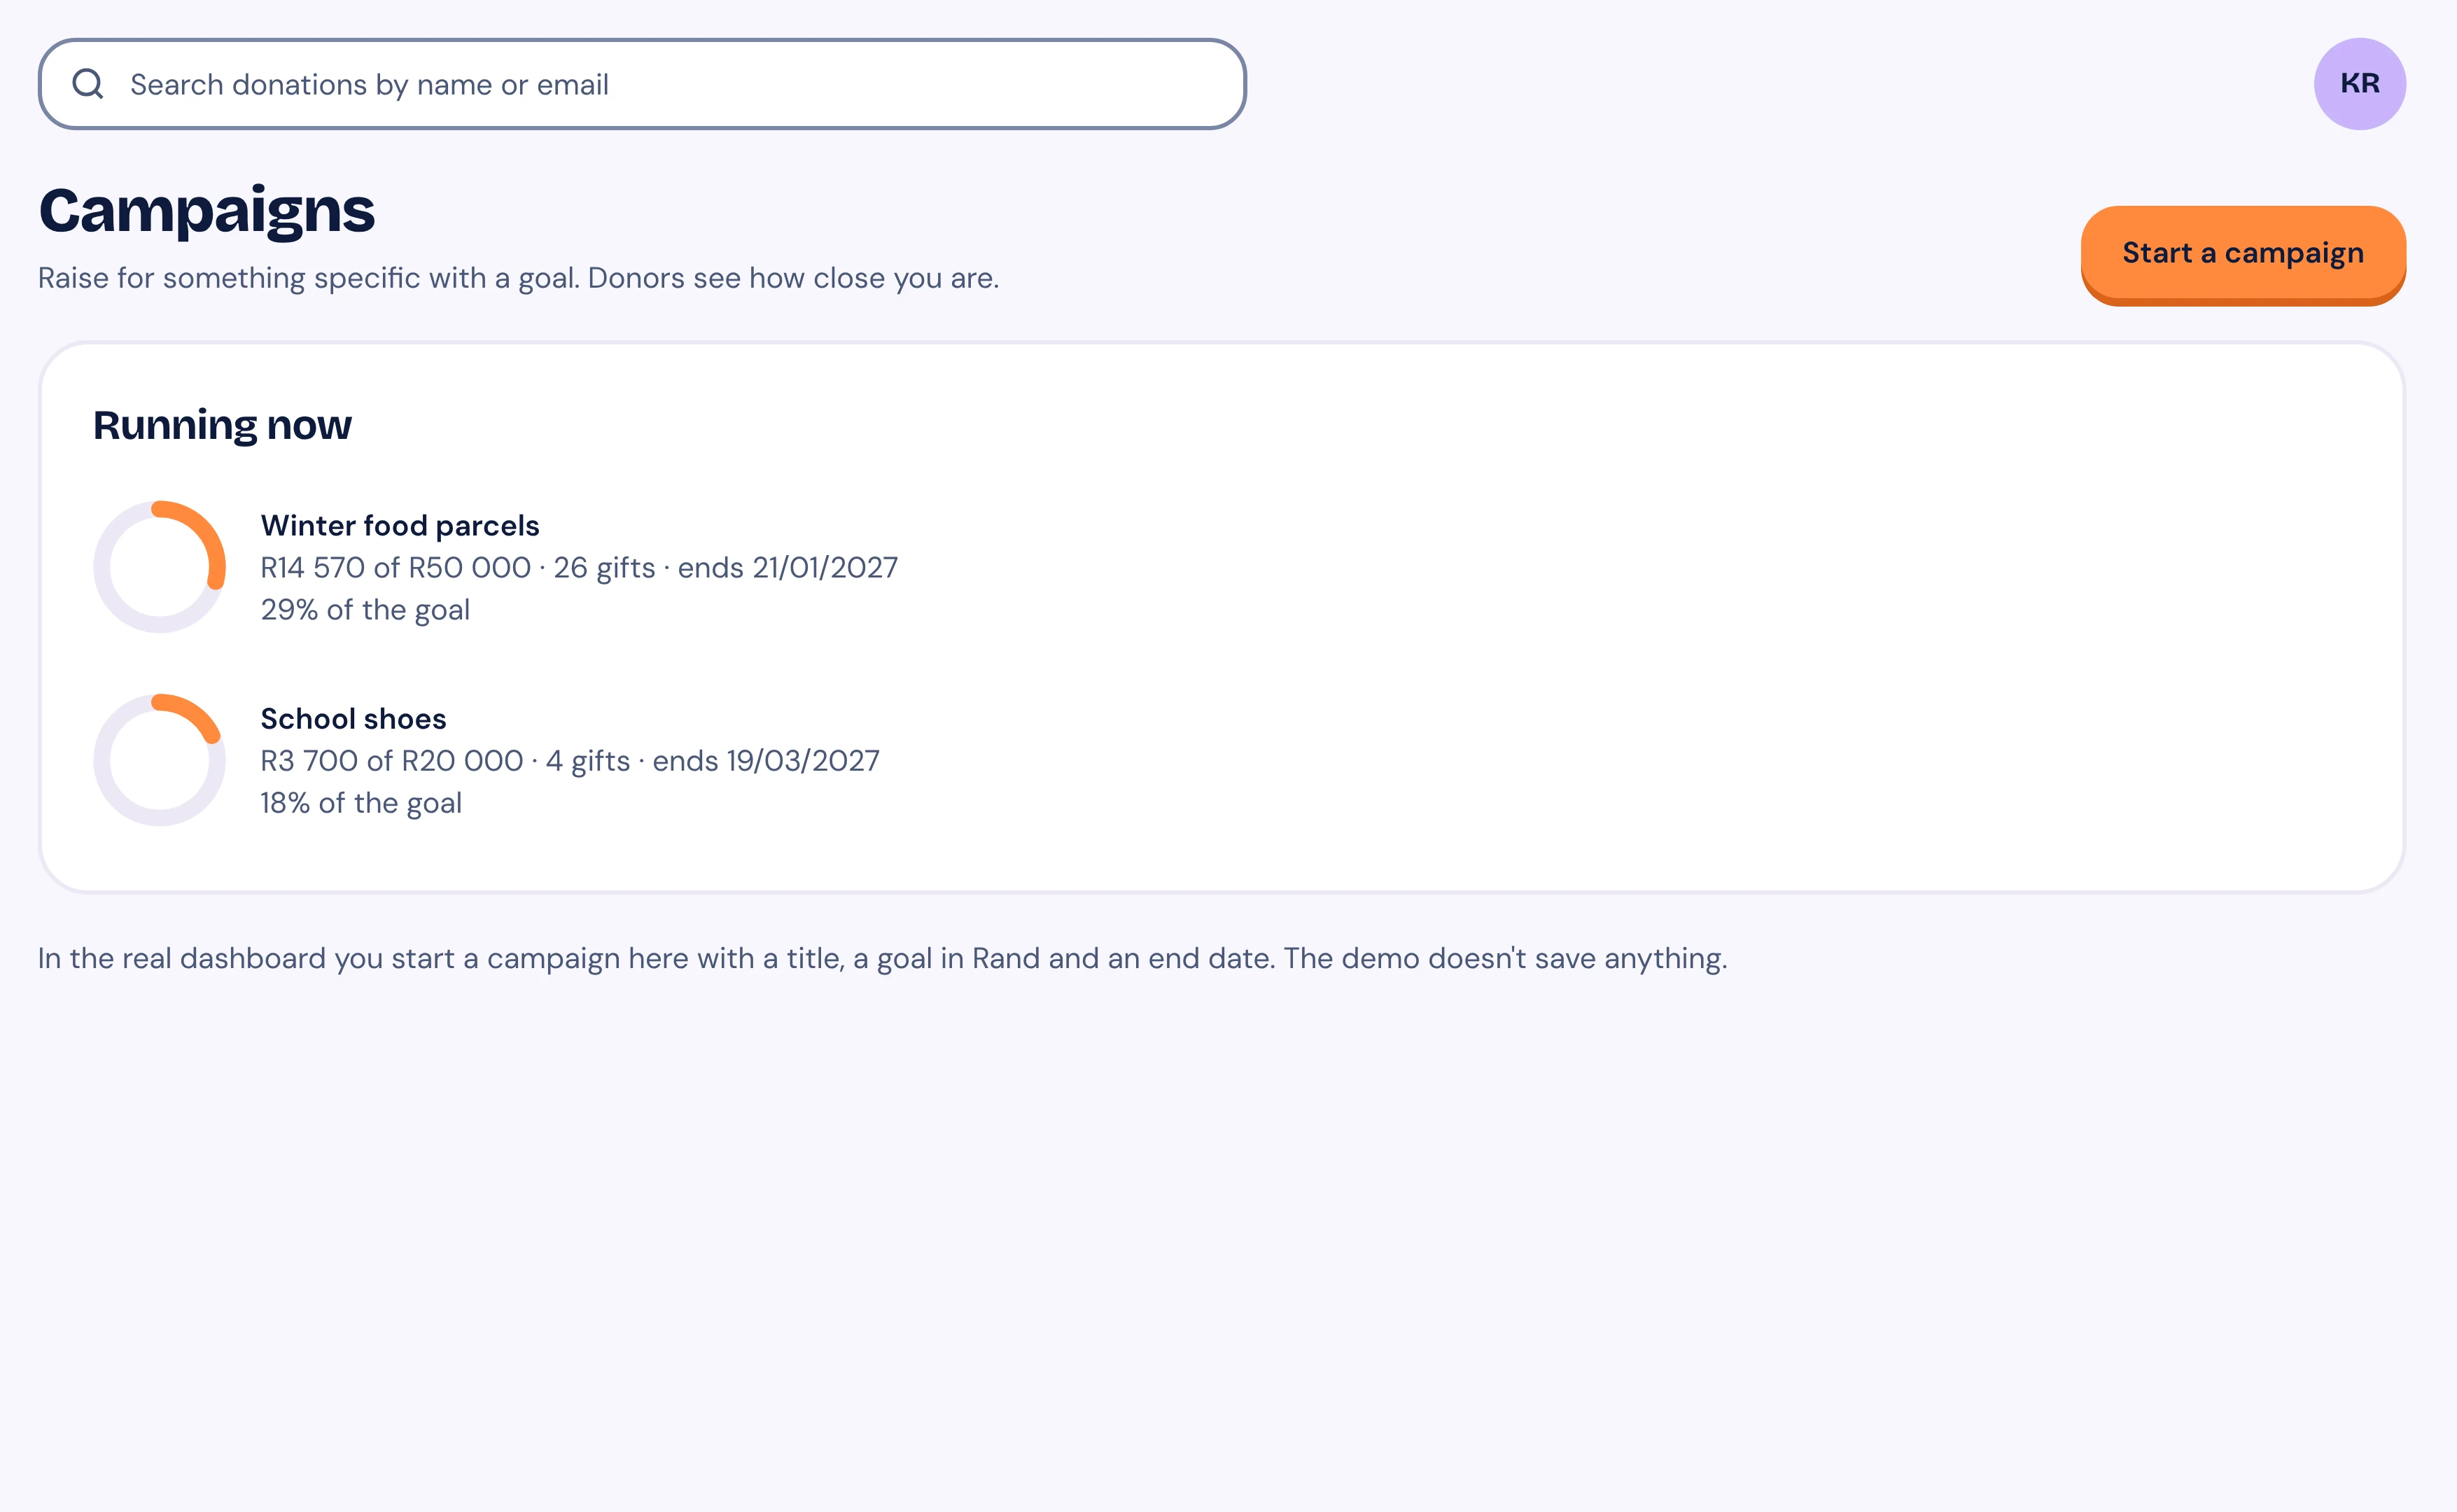 Search donations by name or email
KR
Campaigns
Raise for something specific with a goal. Donors see how close you are.
Start a campaign
Running now
Winter food parcels
R14 570 of R50 000 · 26 gifts · ends 21/01/2027
29% of the goal
School shoes
R3 700 of R20 000 · 4 gifts · ends 19/03/2027
18% of the goal
In the real dashboard you start a campaign here with a title, a goal in Rand and an end date. The demo doesn't save anything.